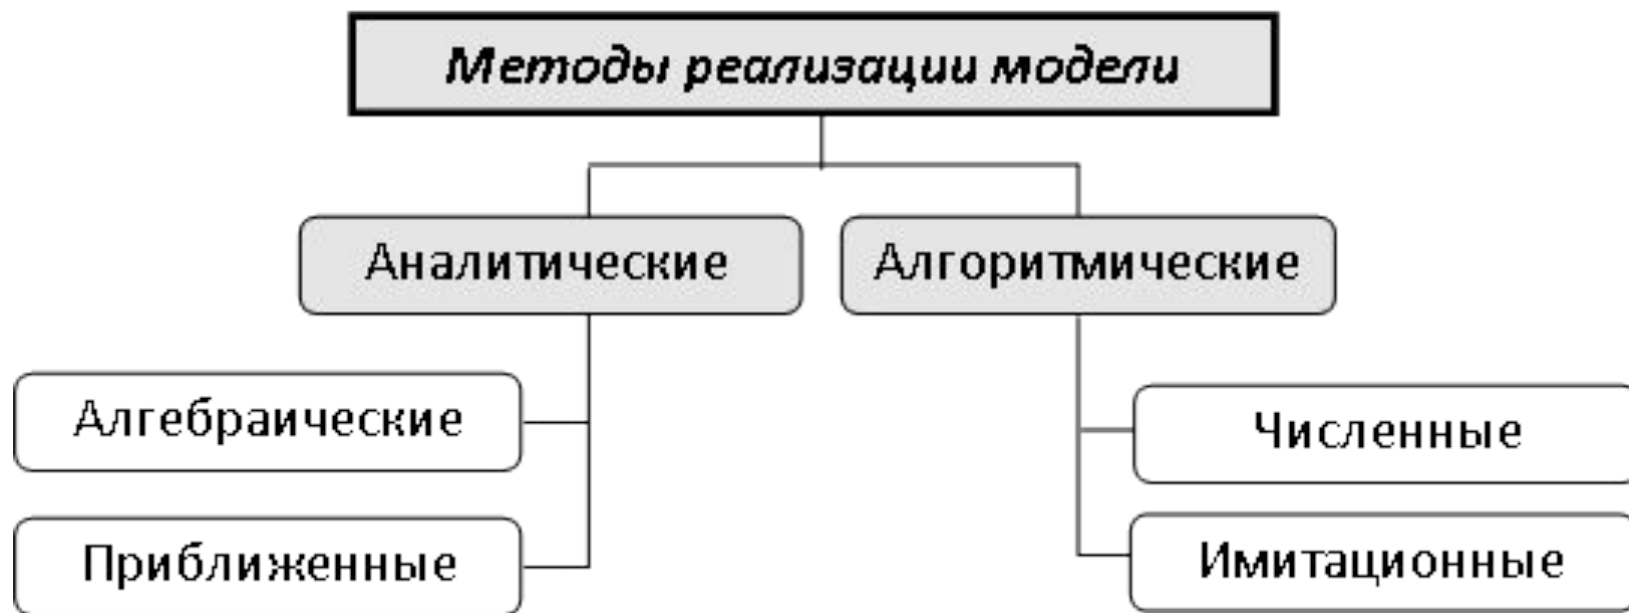 Методы реализации модели
Аналитические
Алгоритмические
Алгебраические
Приближенные
Численные
Имитационные